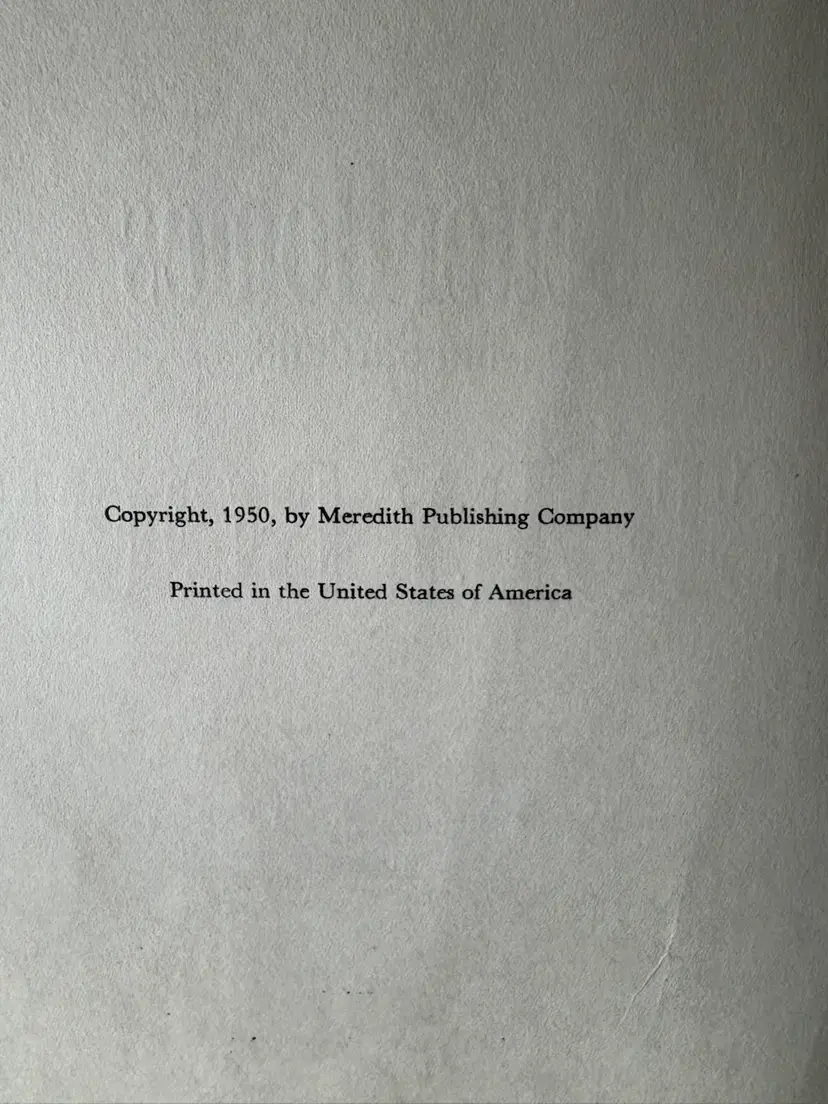 Copyright, 1950, by Meredith Publishing Company
Printed in the United States of America